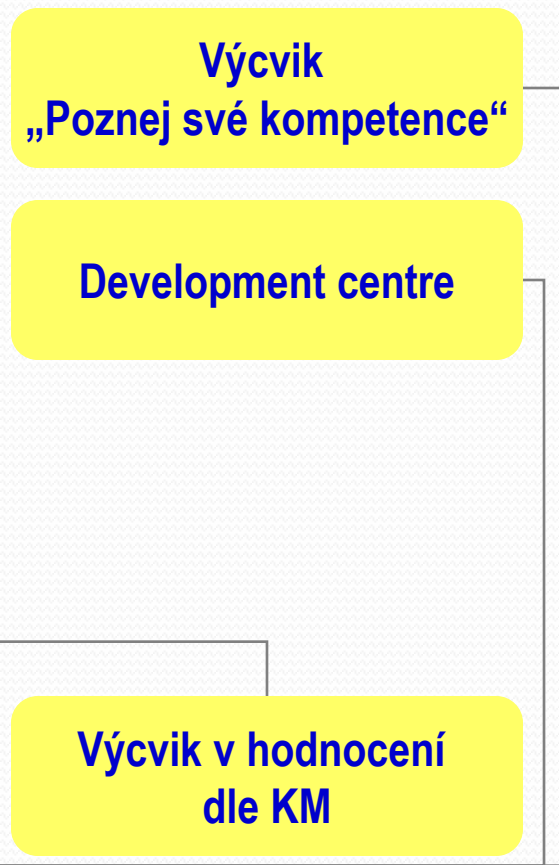 Výcvik
„Poznej své kompetence“
Development centre
Výcvik v hodnocení
dle KM